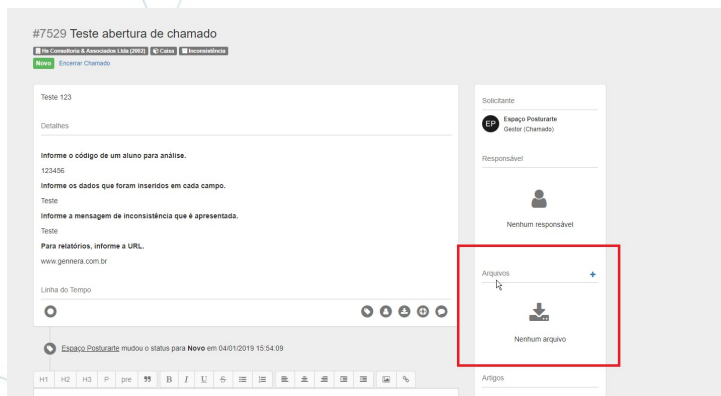 #7529 Teste abertura de chamado
Hs Consultoria & Associados Ltda (2002) Caixa Inconsistência
Novo Encerrar Chamado
Teste 123
Detalhes
Informe o código de um aluno para análise.
123456
Informe os dados que foram inseridos em cada campo.
Teste
Informe a mensagem de inconsistência que é apresentada.
Teste
Para relatórios, informe a URL.
www.gennera.com.br
Linha do Tempo
Espaço Posturarte mudou o status para Novo em 04/01/2019 15:54:09
H1 H2 H3 P pre B I U S
Solicitante
EP Espaço Posturarte
Gestor (Chamado)
Responsável
Nenhum responsável
Arquivos +
Nenhum arquivo
Artigos